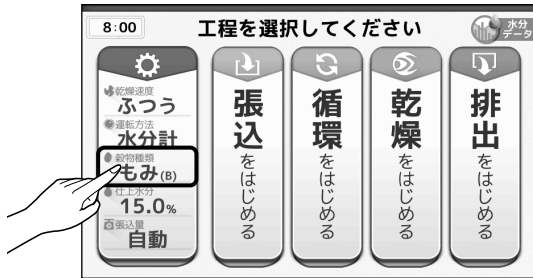 8:00
工程を選択してください
水分
データ
乾燥速度
ふつう
運転方法
水分計
穀物種類
もみ(B)
仕上水分
15.0%
張込量
自動
張込をはじめる
循環をはじめる
乾燥をはじめる
排出をはじめる